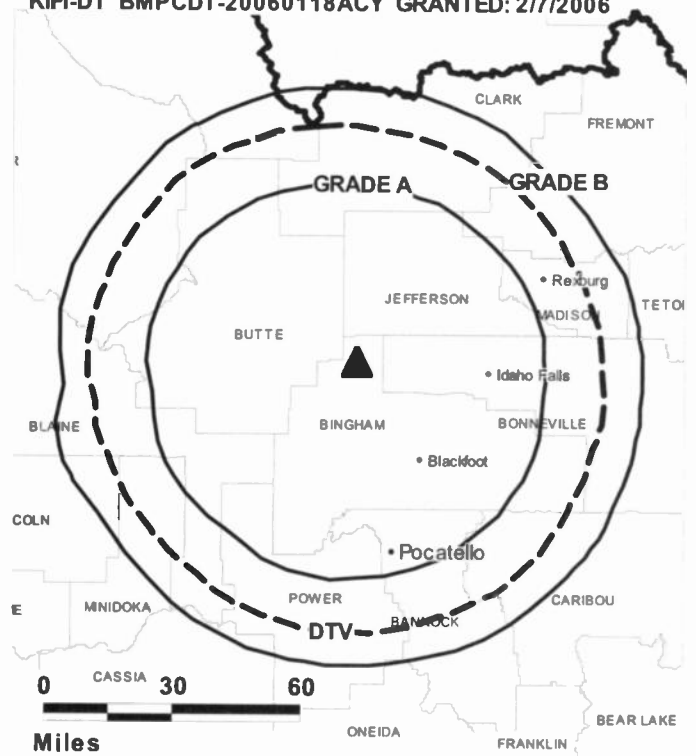 KIFI-DT BMPCDT-20060118ACY GRANTED: 2/7/2006
CLARK
FREMONT
GRADE A
GRADE B
Rexburg
JEFFERSON
MADISON
TETO
BUTTE
Idaho Falls
BLAINE
BINGHAM
BONNEVILLE
Blackfoot
COLN
Pocatello
POWER
MINIDOKA
CARIBOU
DTV
BANNOCK
CASSIA
0 30 60
Miles
ONEIDA
BEAR LAKE
FRANKLIN